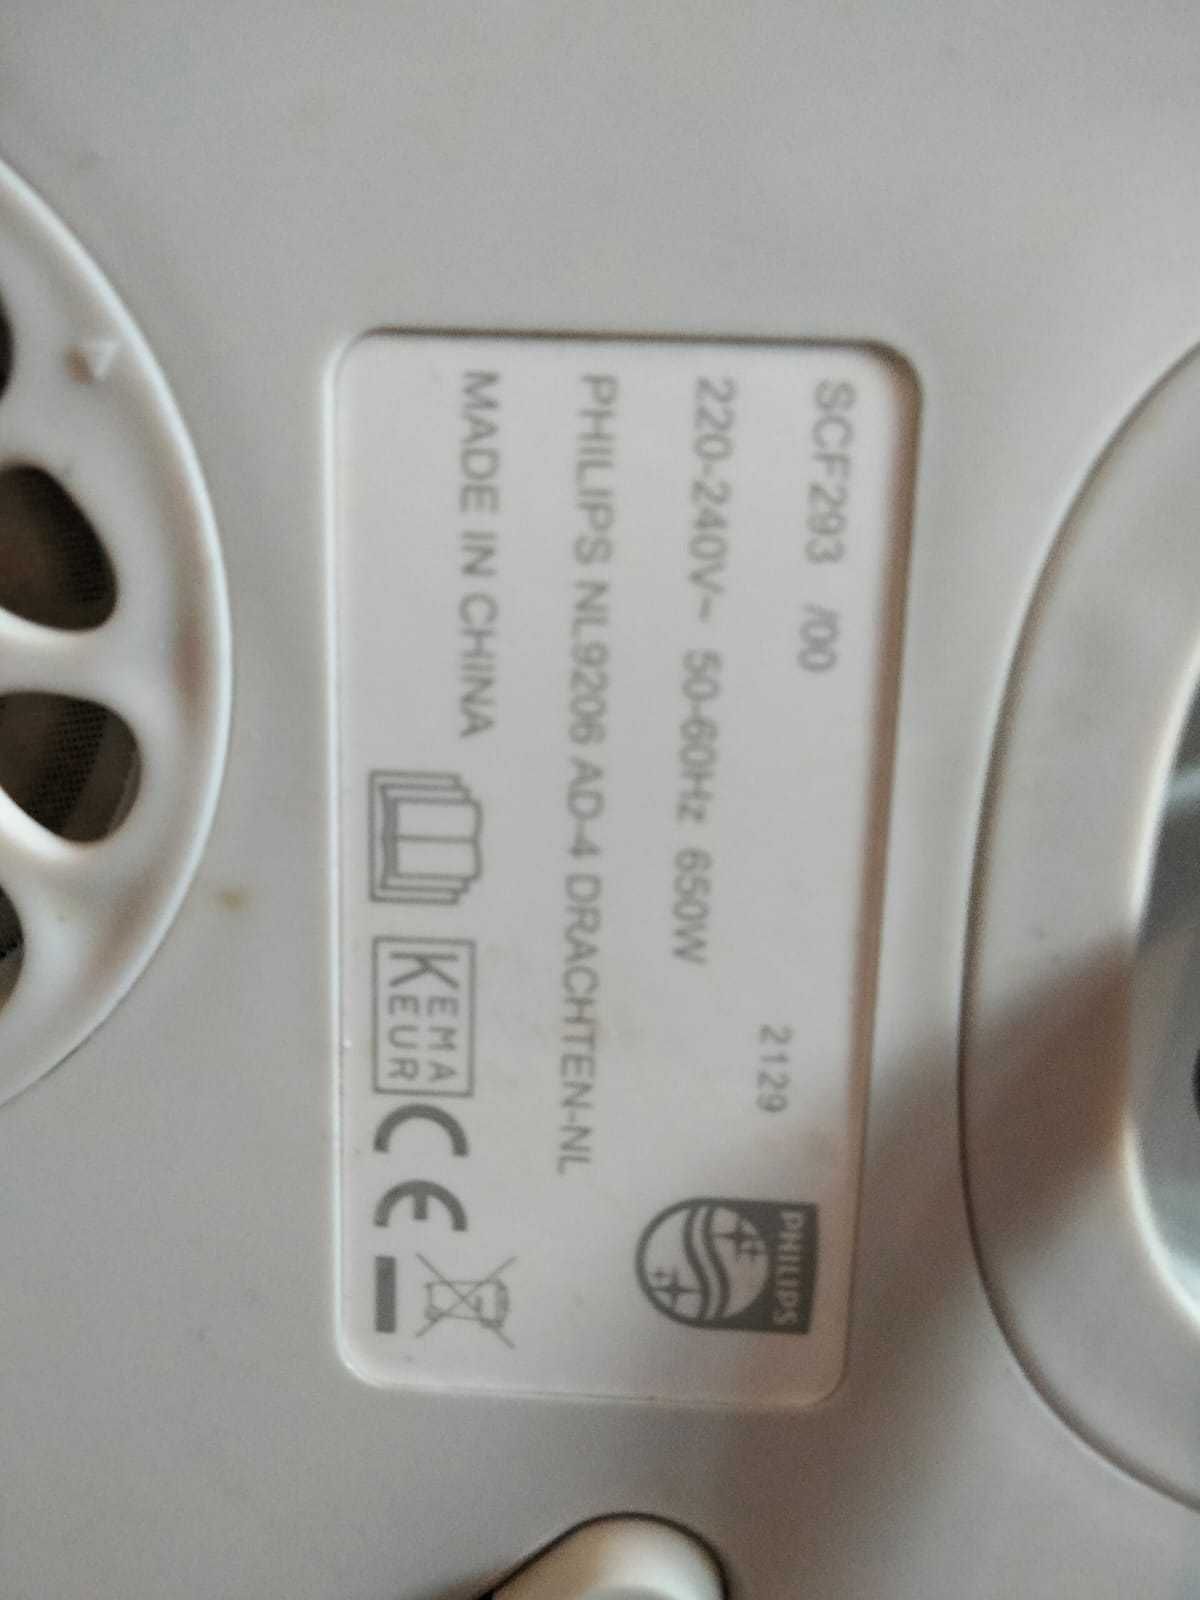 SCF293 /00
2129
220-240V~ 50-60Hz 650W
PHILIPS NL9206 AD-4 DRACHTEN-NL
MADE IN CHINA
KEMA
KEUR
CE
PHILIPS